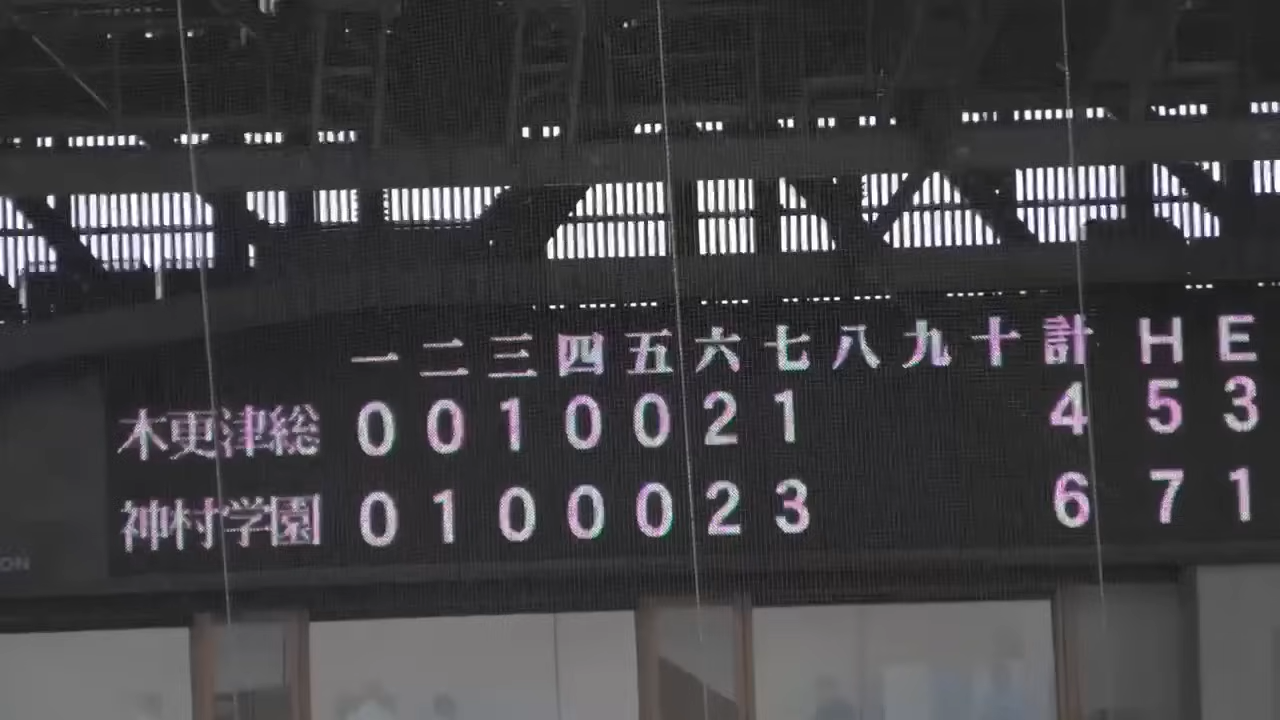 一 二 三 四 五 六 七 八 九 十 計 H E
木更津総 0 0 1 0 0 2 1 4 5 3
神村学園 0 1 0 0 0 2 3 6 7 1
ON